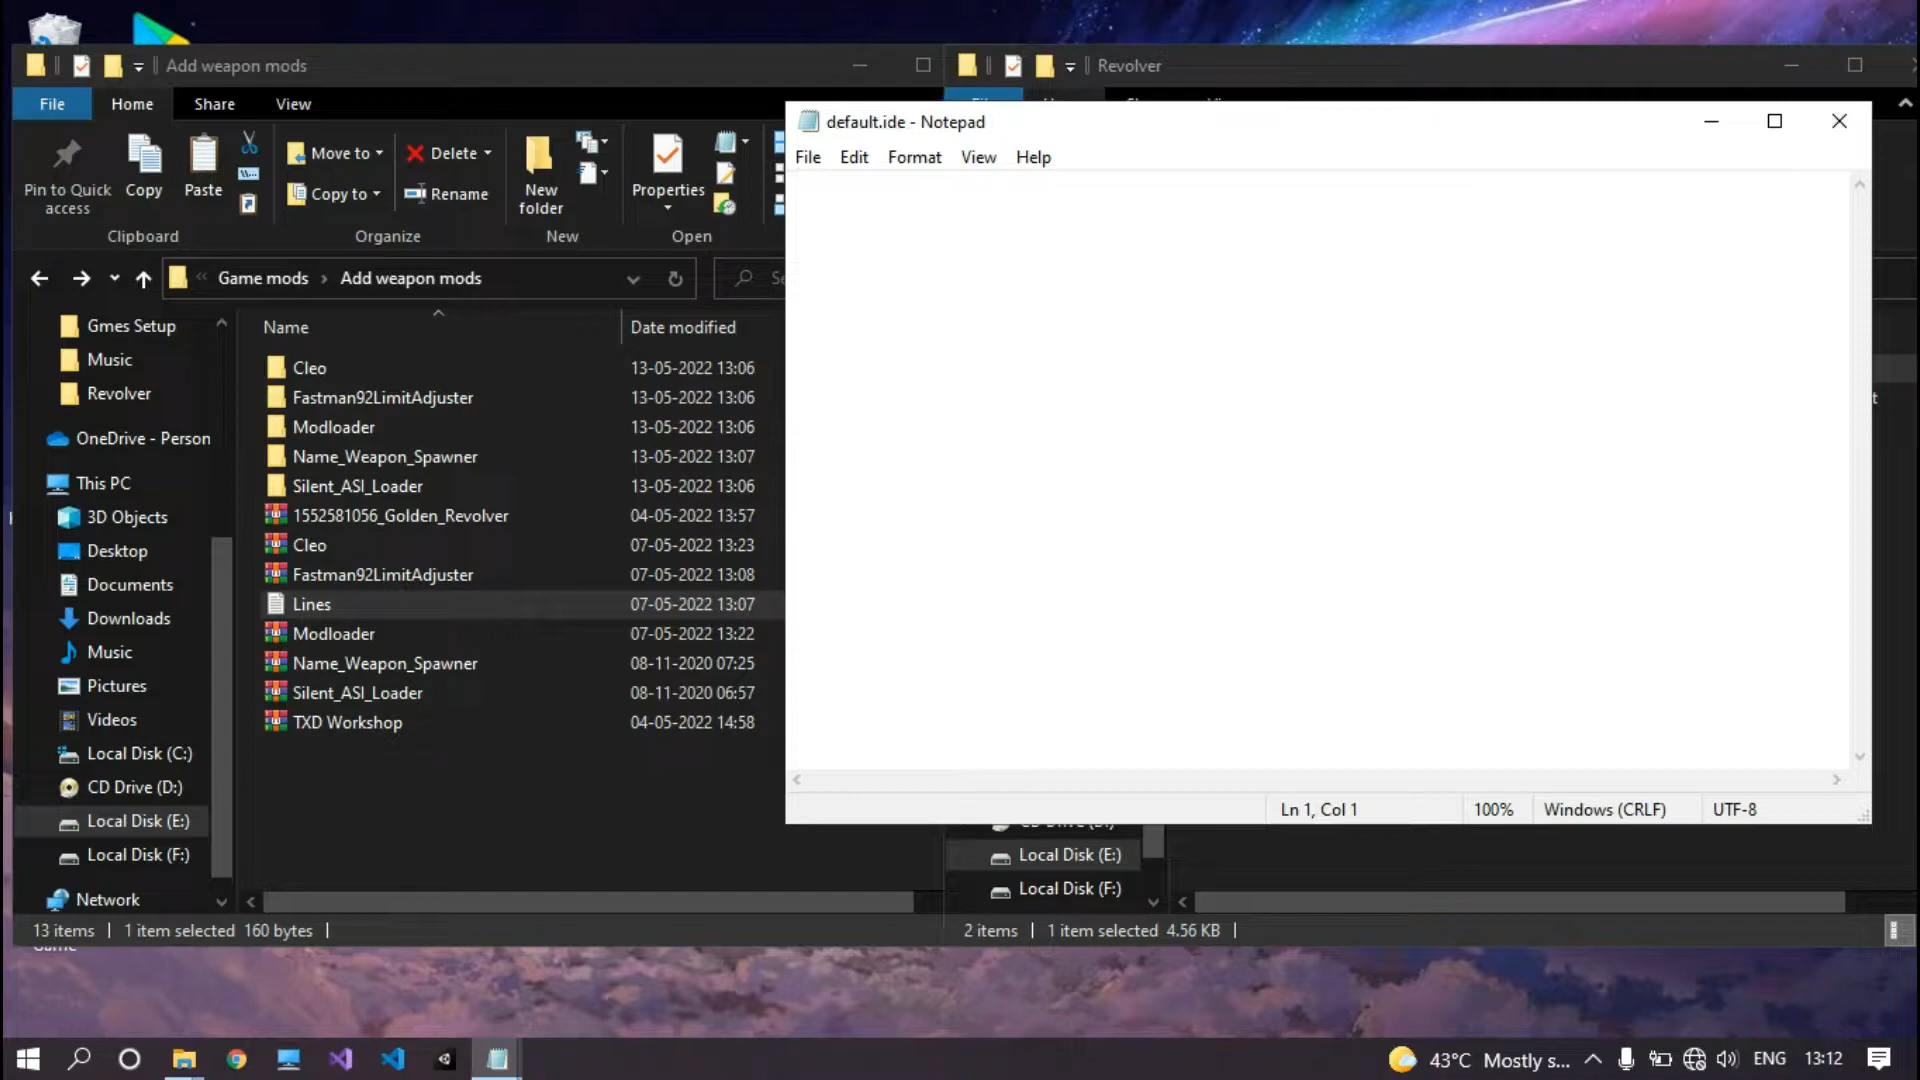 Add weapon mods
Revolver
File
Home
Share
View
Pin to Quick access
Copy
Paste
Move to
Copy to
Delete
Rename
New folder
Properties
Clipboard
Organize
New
Open
Game mods › Add weapon mods
default.ide - Notepad
File Edit Format View Help
Name
Date modified
Cleo 13-05-2022 13:06
Fastman92LimitAdjuster 13-05-2022 13:06
Modloader 13-05-2022 13:06
Name_Weapon_Spawner 13-05-2022 13:07
Silent_ASI_Loader 13-05-2022 13:06
1552581056_Golden_Revolver 04-05-2022 13:57
Cleo 07-05-2022 13:23
Fastman92LimitAdjuster 07-05-2022 13:08
Lines 07-05-2022 13:07
Modloader 07-05-2022 13:22
Name_Weapon_Spawner 08-11-2020 07:25
Silent_ASI_Loader 08-11-2020 06:57
TXD Workshop 04-05-2022 14:58
Gmes Setup
Music
Revolver
OneDrive - Person
This PC
3D Objects
Desktop
Documents
Downloads
Music
Pictures
Videos
Local Disk (C:)
CD Drive (D:)
Local Disk (E:)
Local Disk (F:)
Network
Ln 1, Col 1 100% Windows (CRLF) UTF-8
Local Disk (E:)
Local Disk (F:)
13 items 1 item selected 160 bytes
2 items 1 item selected 4.56 KB
43°C Mostly s... ENG 13:12